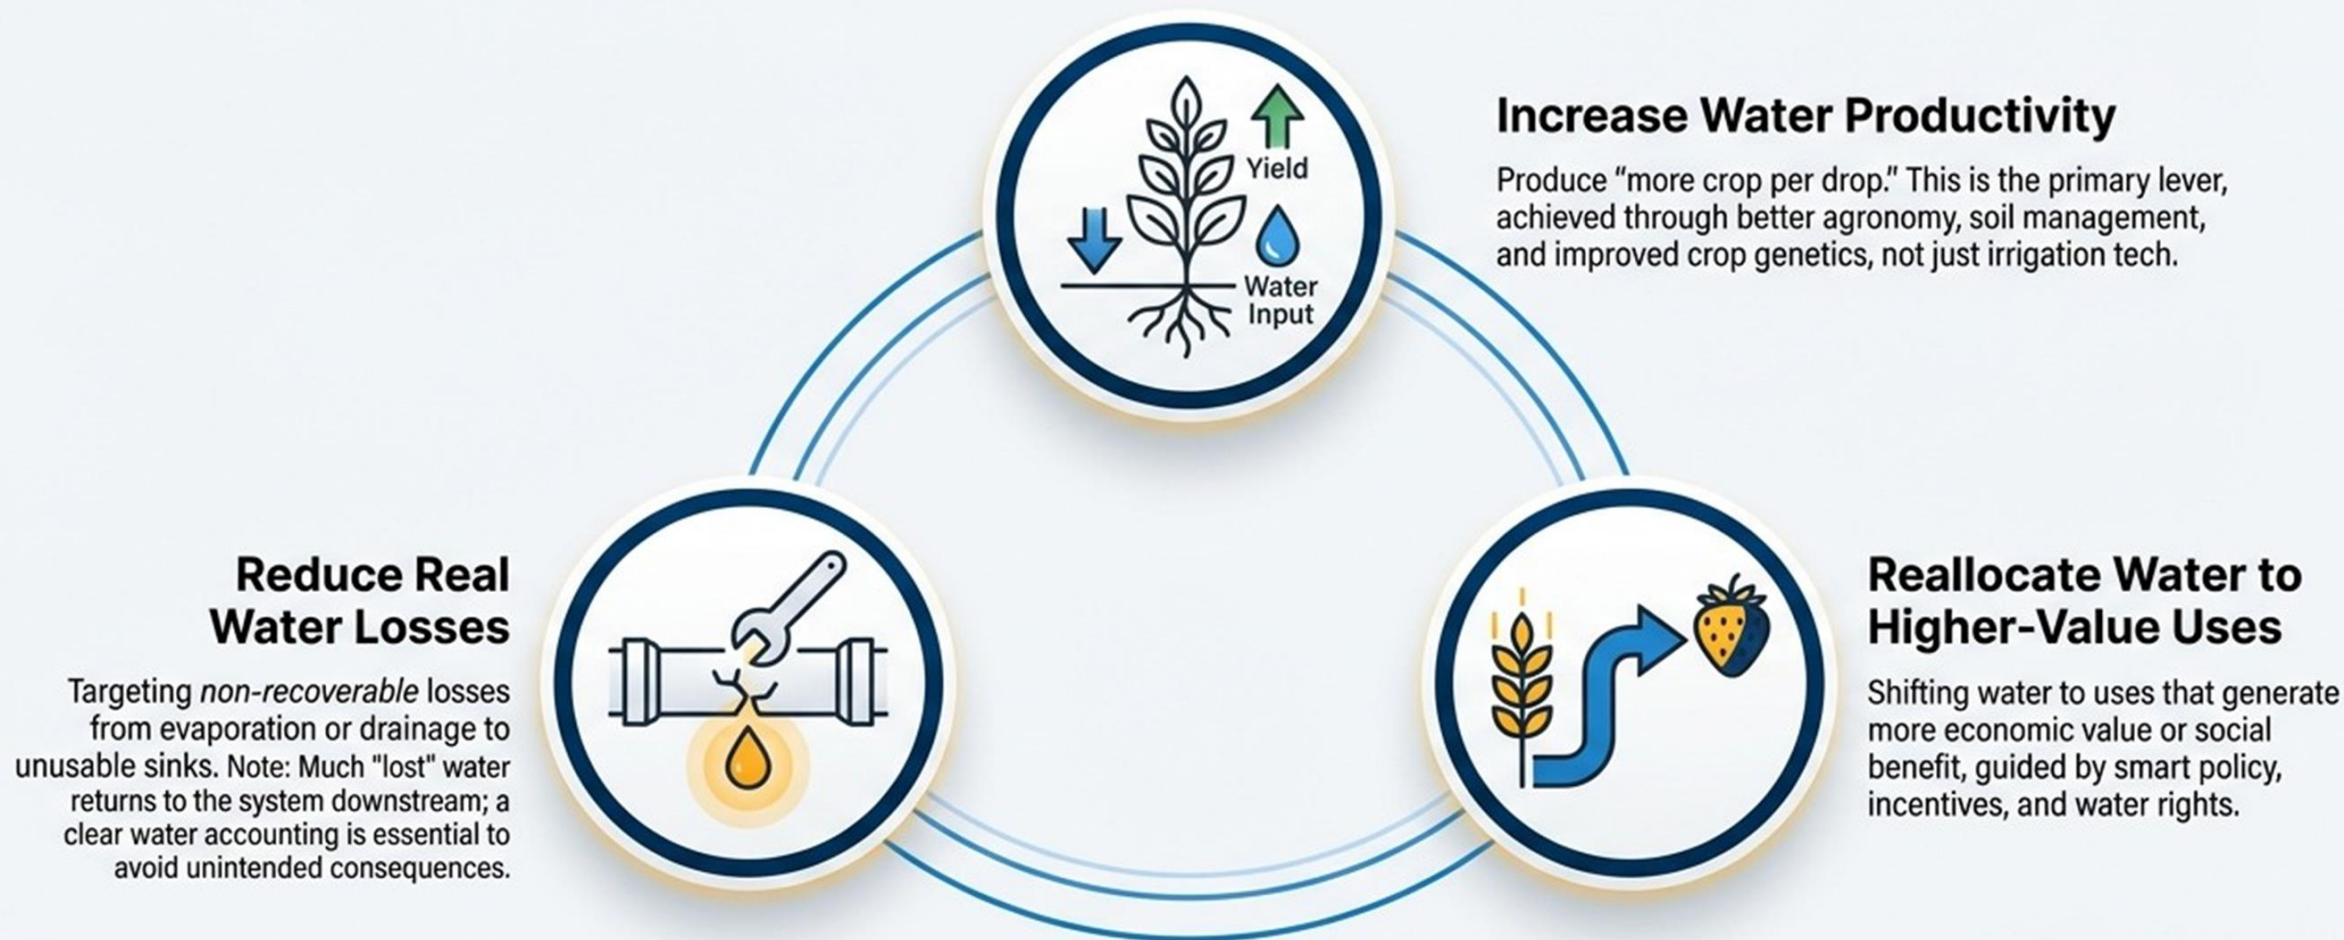 Yield
Water
Input
Increase Water Productivity
Produce “more crop per drop.” This is the primary lever,
achieved through better agronomy, soil management,
and improved crop genetics, not just irrigation tech.
Reduce Real
Water Losses
Targeting non-recoverable losses
from evaporation or drainage to
unusable sinks. Note: Much "lost" water
returns to the system downstream; a
clear water accounting is essential to
avoid unintended consequences.
Reallocate Water to
Higher-Value Uses
Shifting water to uses that generate
more economic value or social
benefit, guided by smart policy,
incentives, and water rights.